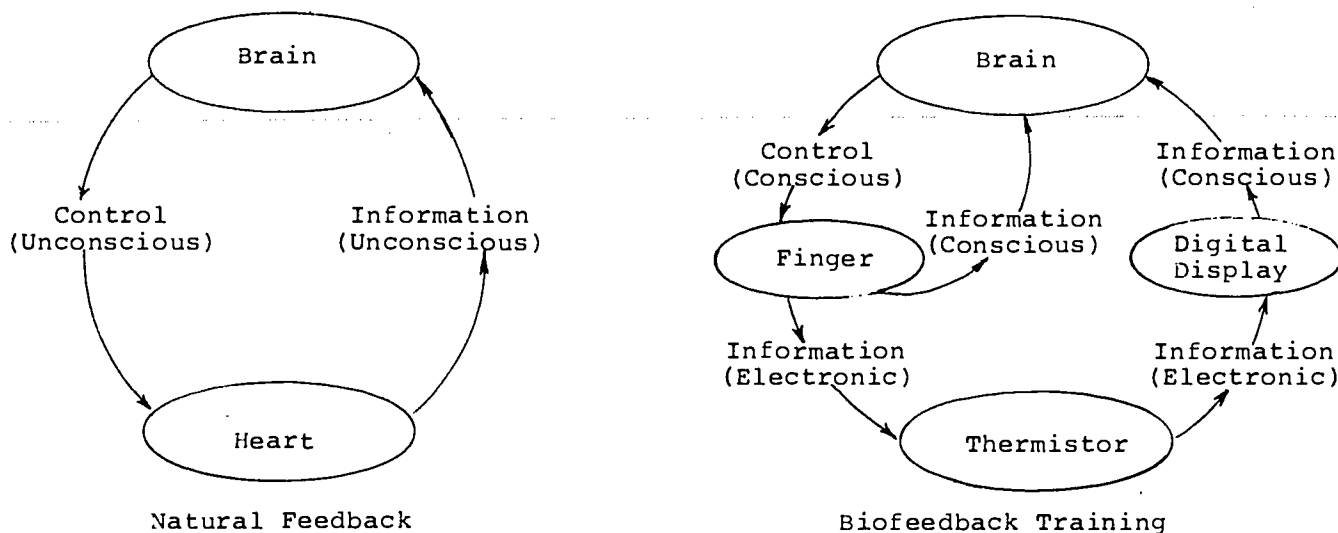 Brain
Control
(Unconscious)
Information
(Unconscious)
Heart
Natural Feedback
Brain
Control
(Conscious)
Information
(Conscious)
Information
(Conscious)
Finger
Digital
Display
Information
(Electronic)
Information
(Electronic)
Thermistor
Biofeedback Training